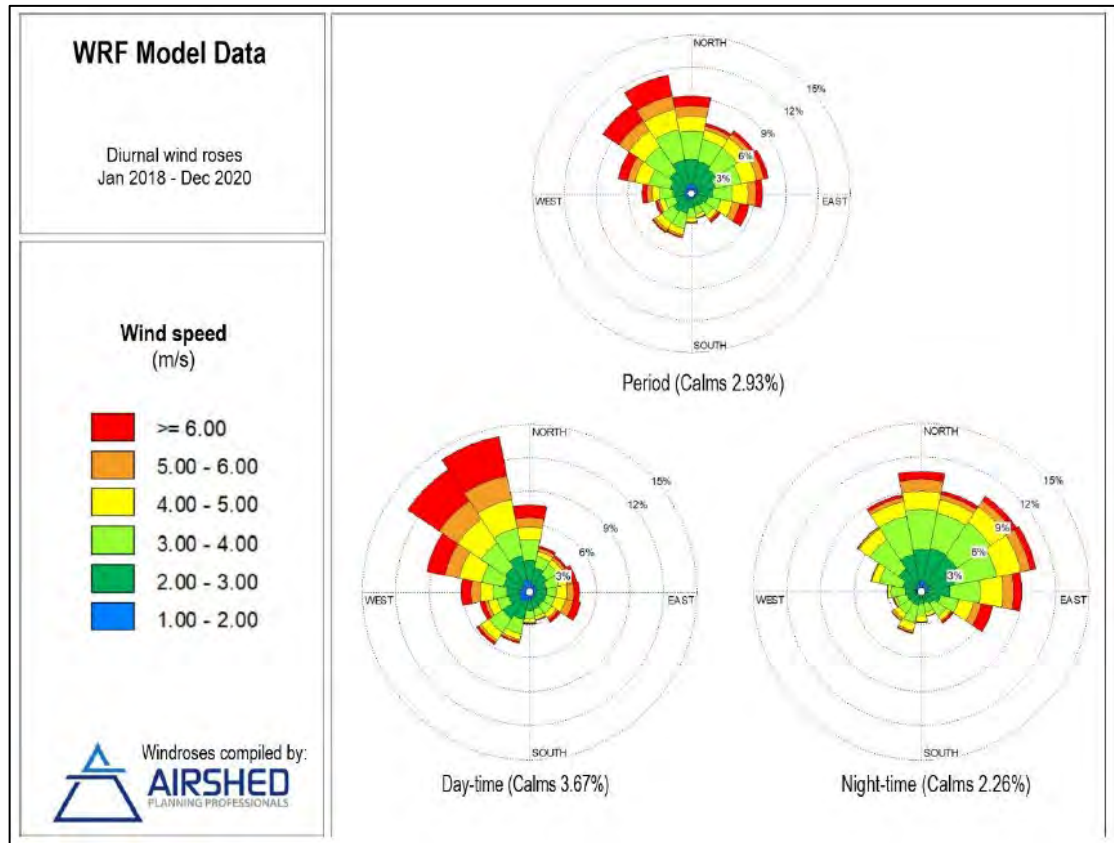 WRF Model Data
Diurnal wind roses
Jan 2018 - Dec 2020
Wind speed
(m/s)
>= 6.00
5.00 - 6.00
4.00 - 5.00
3.00 - 4.00
2.00 - 3.00
1.00 - 2.00
Windroses compiled by:
AIRSHED
PLANNING PROFESSIONALS
NORTH
15%
12%
9%
6%
3%
WEST
EAST
SOUTH
Period (Calms 2.93%)
NORTH
15%
12%
9%
6%
3%
WEST
EAST
SOUTH
Day-time (Calms 3.67%)
NORTH
15%
12%
9%
6%
3%
WEST
EAST
SOUTH
Night-time (Calms 2.26%)